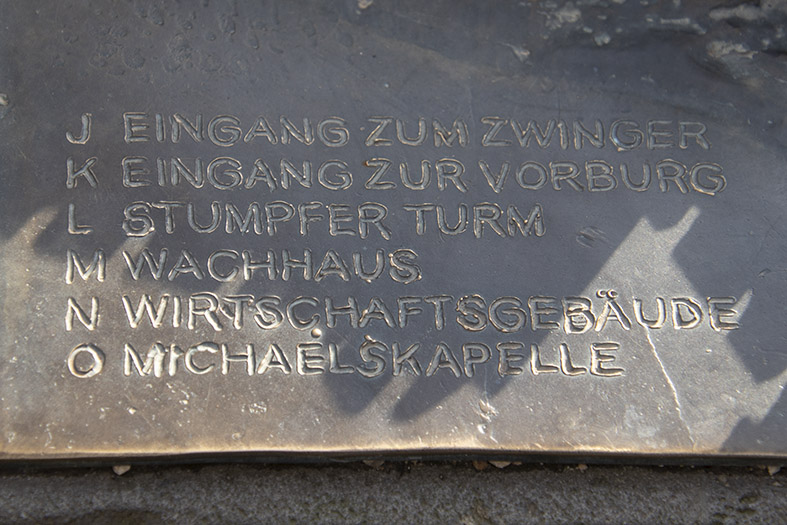 J EINGANG ZUM ZWINGER
K EINGANG ZUR VORBURG
L STUMPFER TURM
M WACHHAUS
N WIRTSCHAFTSGEBÄUDE
O MICHAELSKAPELLE